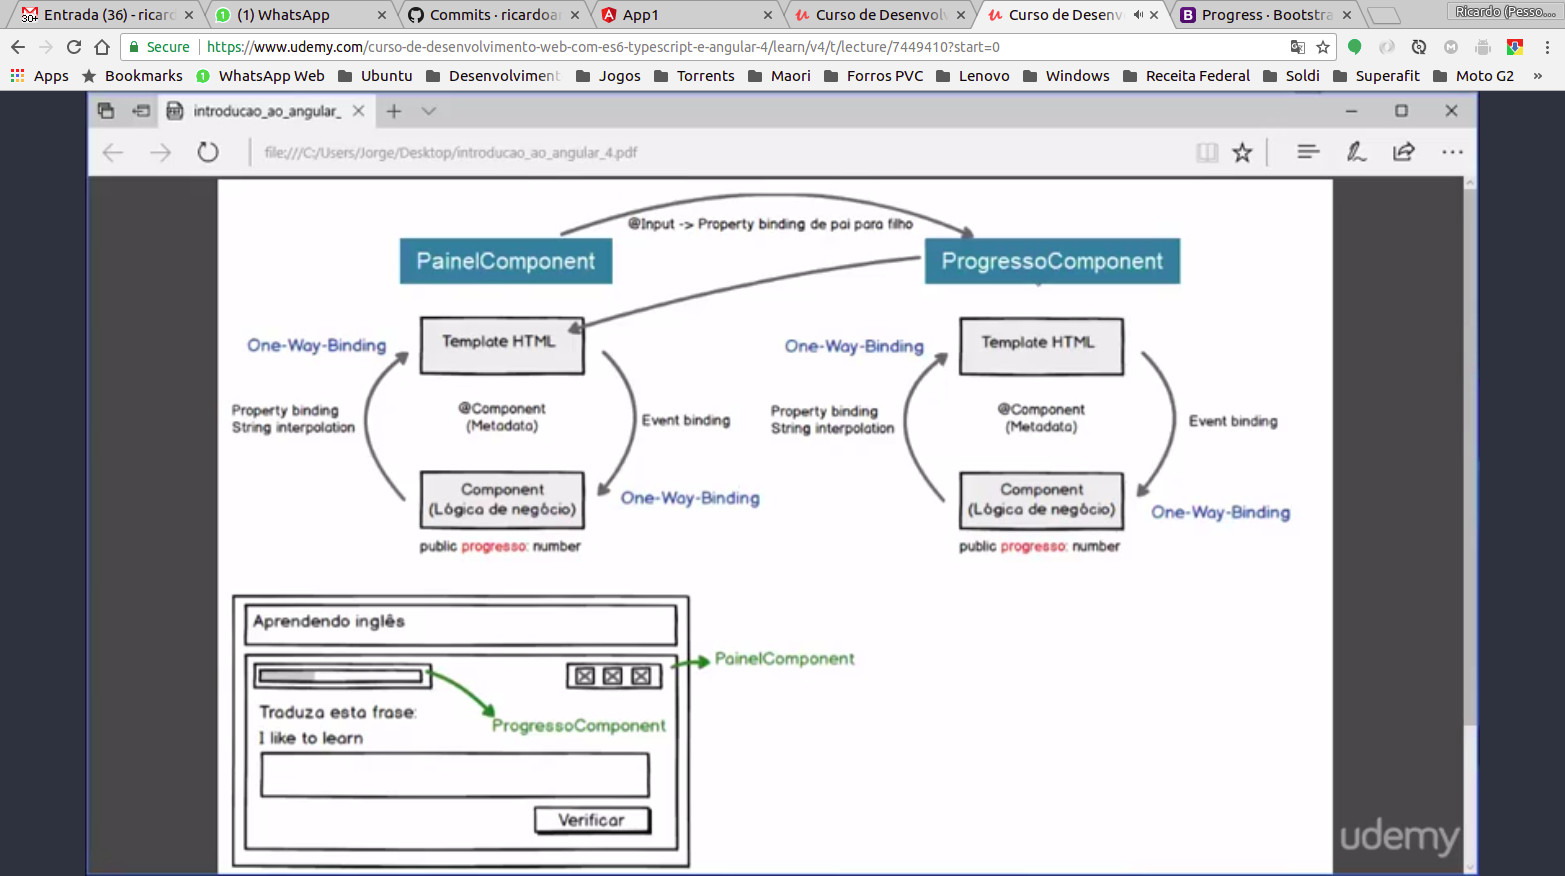 Entrada (36) - ricard
(1) WhatsApp
Commits · ricardoar
App1
Curso de Desenvolv
Curso de Desenv
Progress · Bootstra
Ricardo (Pesso...
Secure
https://www.udemy.com/curso-de-desenvolvimento-web-com-es6-typescript-e-angular-4/learn/v4/t/lecture/7449410?start=0
Apps
Bookmarks
WhatsApp Web
Ubuntu
Desenvolviment
Jogos
Torrents
Maori
Forros PVC
Lenovo
Windows
Receita Federal
Soldi
Superafit
Moto G2
»
introducao_ao_angular_
file:///C:/Users/Jorge/Desktop/introducao_ao_angular_4.pdf
@Input -> Property binding de pai para filho
PainelComponent
ProgressoComponent
One-Way-Binding
Template HTML
Property binding
String interpolation
@Component
(Metadata)
Event binding
Component
(Lógica de negócio)
One-Way-Binding
public progresso: number
One-Way-Binding
Template HTML
Property binding
String interpolation
@Component
(Metadata)
Event binding
Component
(Lógica de negócio)
One-Way-Binding
public progresso: number
Aprendendo inglês
PainelComponent
Traduza esta frase:
ProgressoComponent
I like to learn
Verificar
udemy